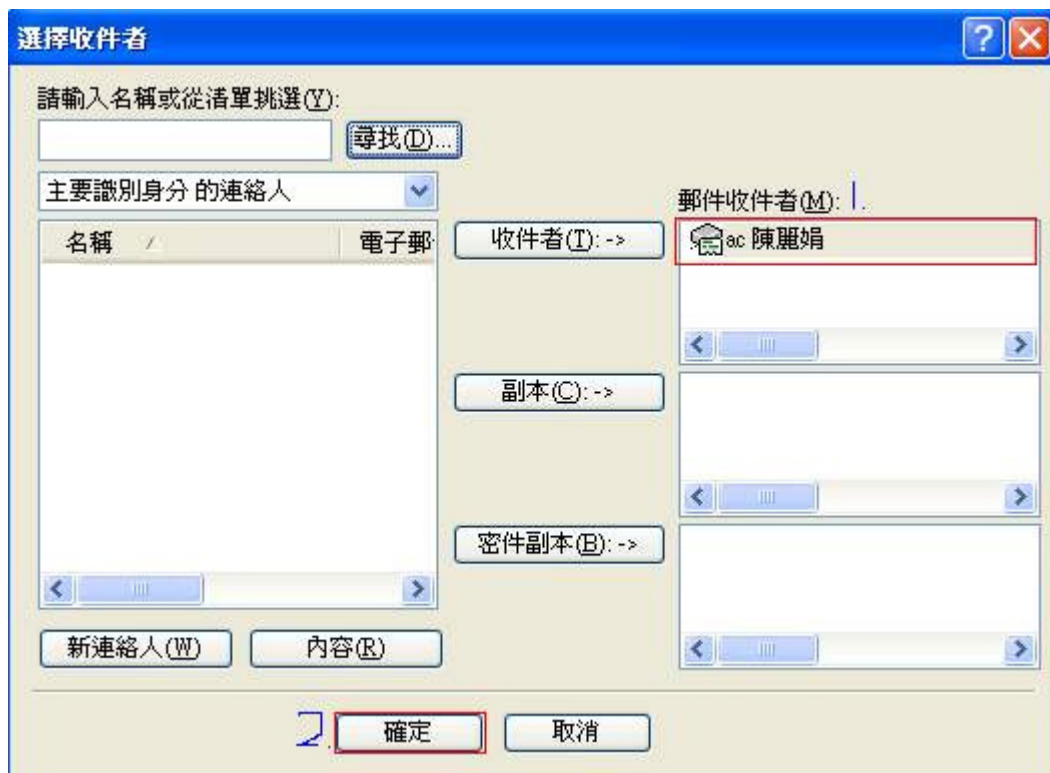 選擇收件者
請輸入名稱或從清單挑選(Y):
尋找(D)...
主要識別身分 的連絡人
郵件收件者(M): 1.
名稱 電子郵
收件者(T): ->
ac 陳麗娟
副本(C): ->
密件副本(B): ->
新連絡人(W) 內容(R)
2. 確定 取消